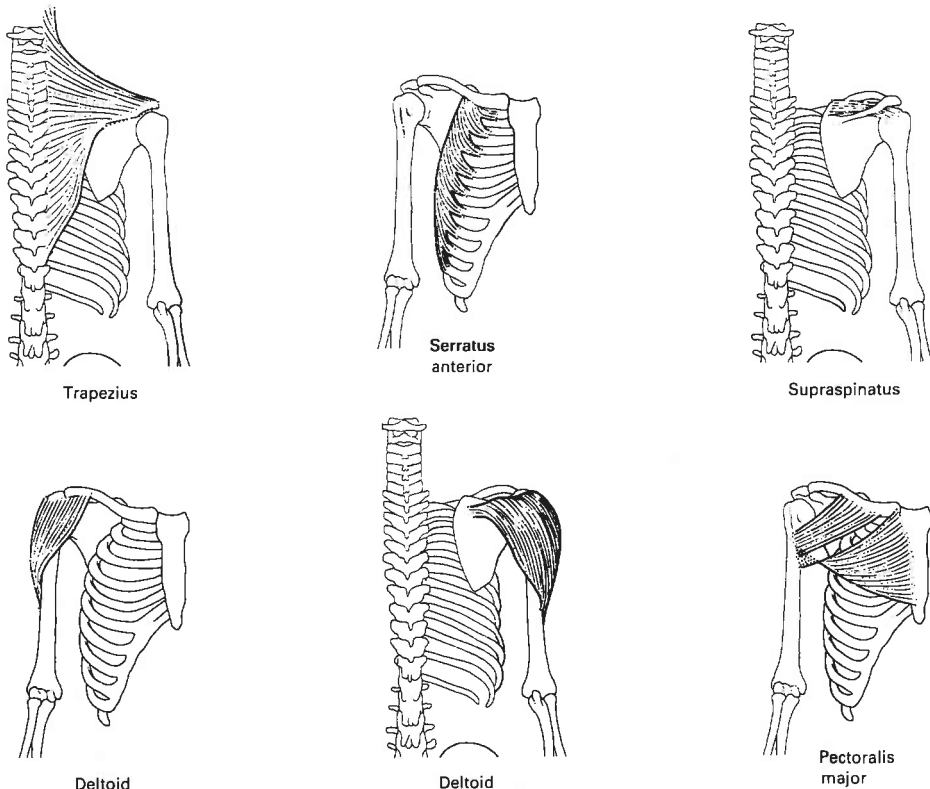 Trapezius
Serratus
anterior
Supraspinatus
Deltoid
Deltoid
Pectoralis
major